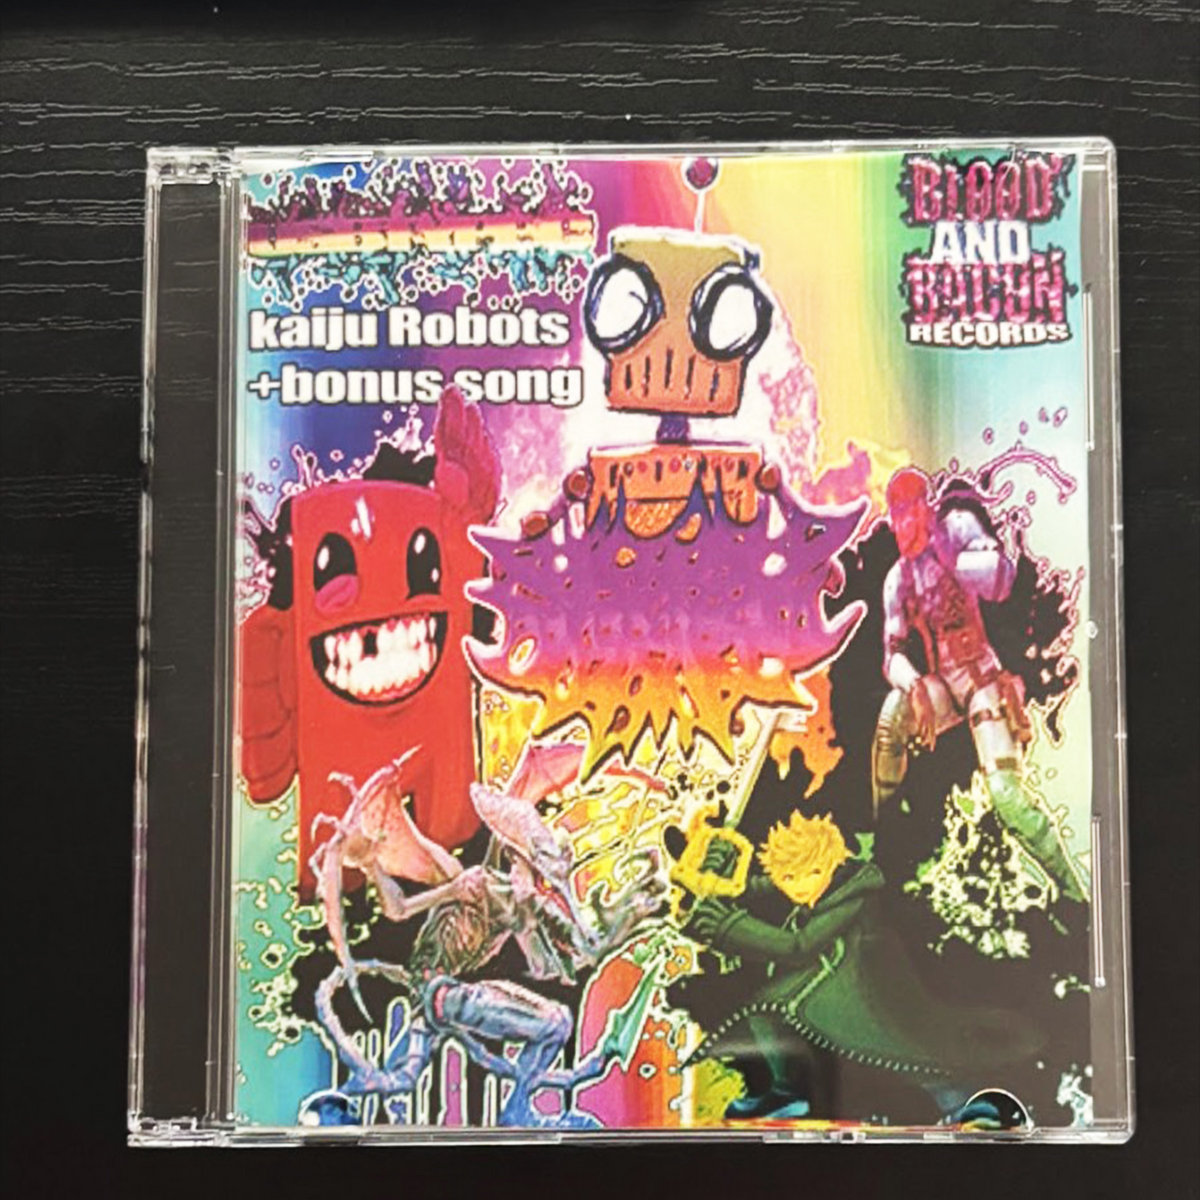 kaiju Robots
+bonus song
BLOOD
AND
BACON
RECORDS